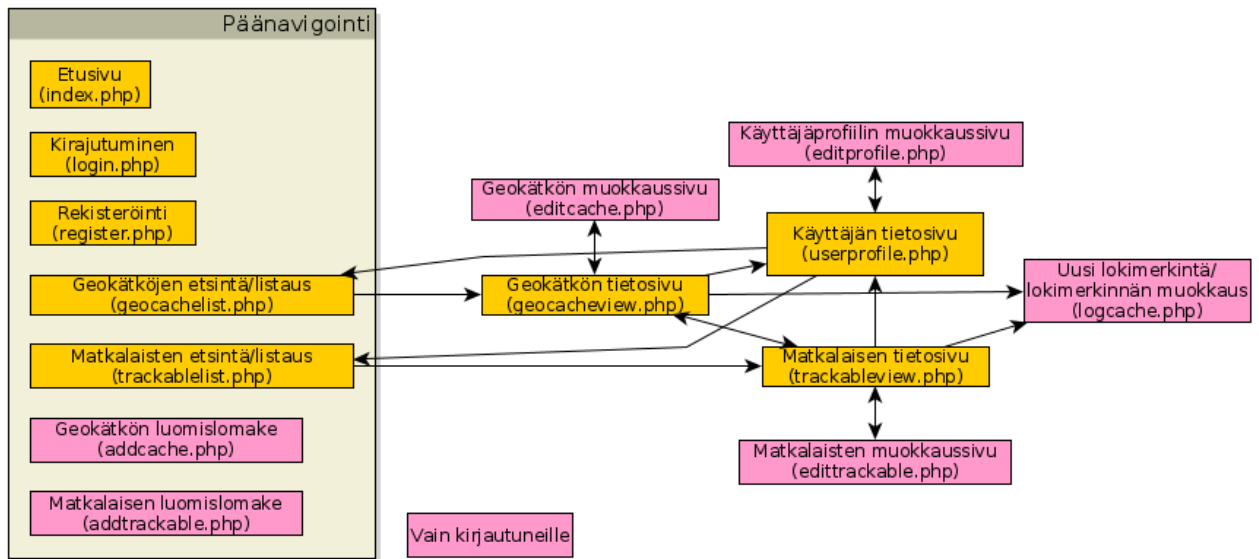 Päänavigointi
Etusivu
(index.php)
Kirajutuminen
(login.php)
Rekisteröinti
(register.php)
Geokätköjen etsintä/listaus
(geocachelist.php)
Matkalaisten etsintä/listaus
(trackablelist.php)
Geokätkön luomislomake
(addcache.php)
Matkalaisen luomislomake
(addtrackable.php)
Geokätkön muokkaussivu
(editcache.php)
Geokätkön tietosivu
(geocacheview.php)
Käyttäjäprofiilin muokkaussivu
(editprofile.php)
Käyttäjän tietosivu
(userprofile.php)
Uusi lokimerkintä/
lokimerkinnän muokkaus
(logcache.php)
Matkalaisen tietosivu
(trackableview.php)
Matkalaisten muokkaussivu
(edittrackable.php)
Vain kirjautuneille